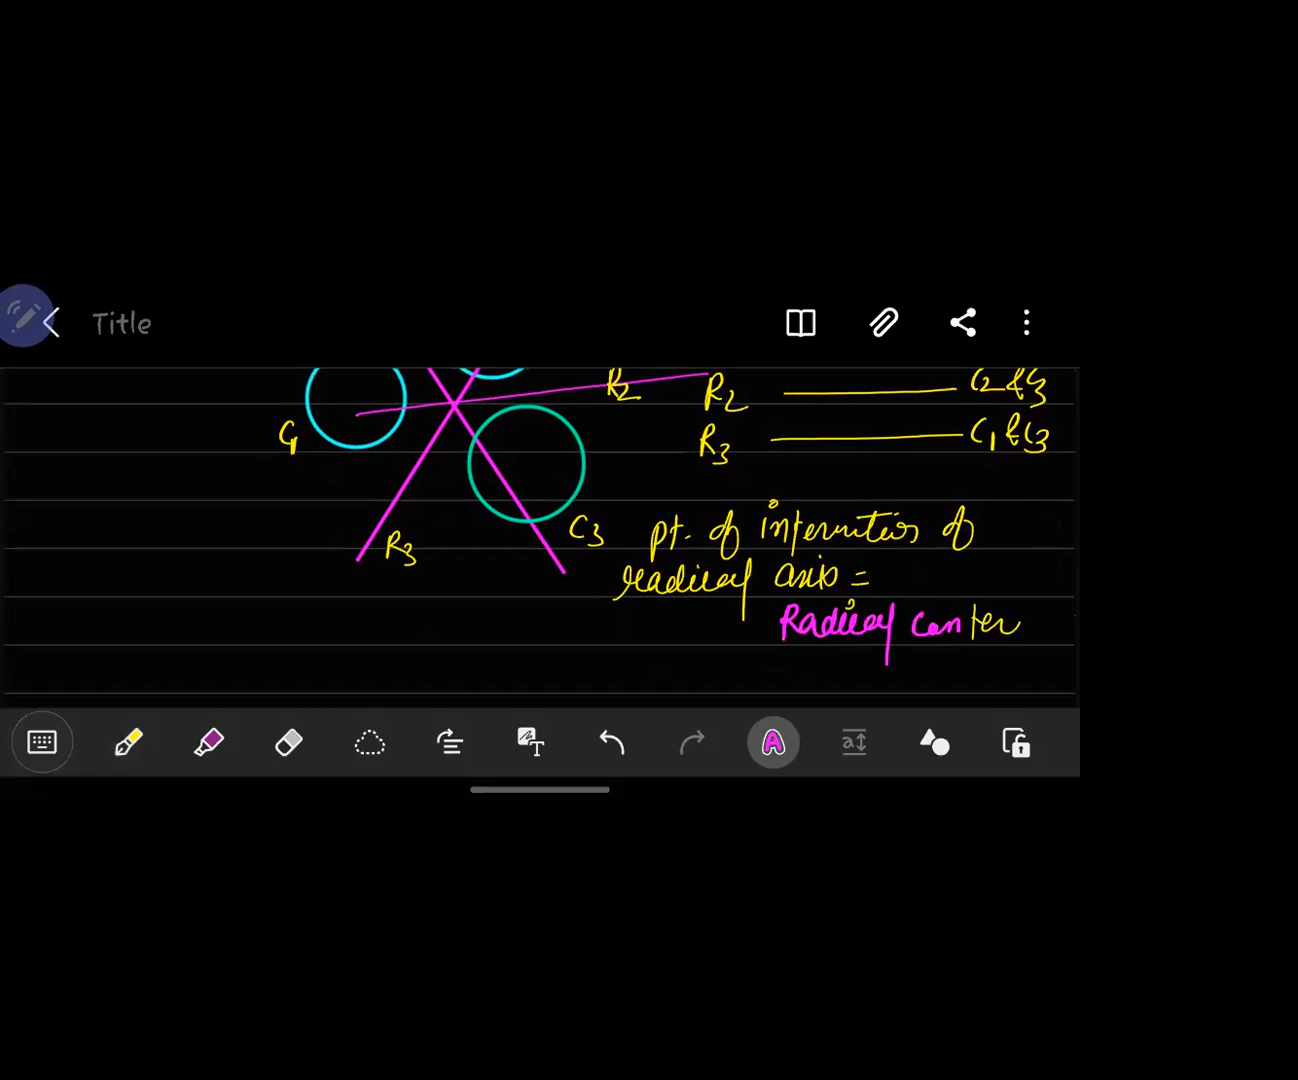 Title
R2
R2 ——— C2 & C3
C1
R3 ——— C1 & C3
C3
R3
pt. of intersection of
radical axis =
Radical center